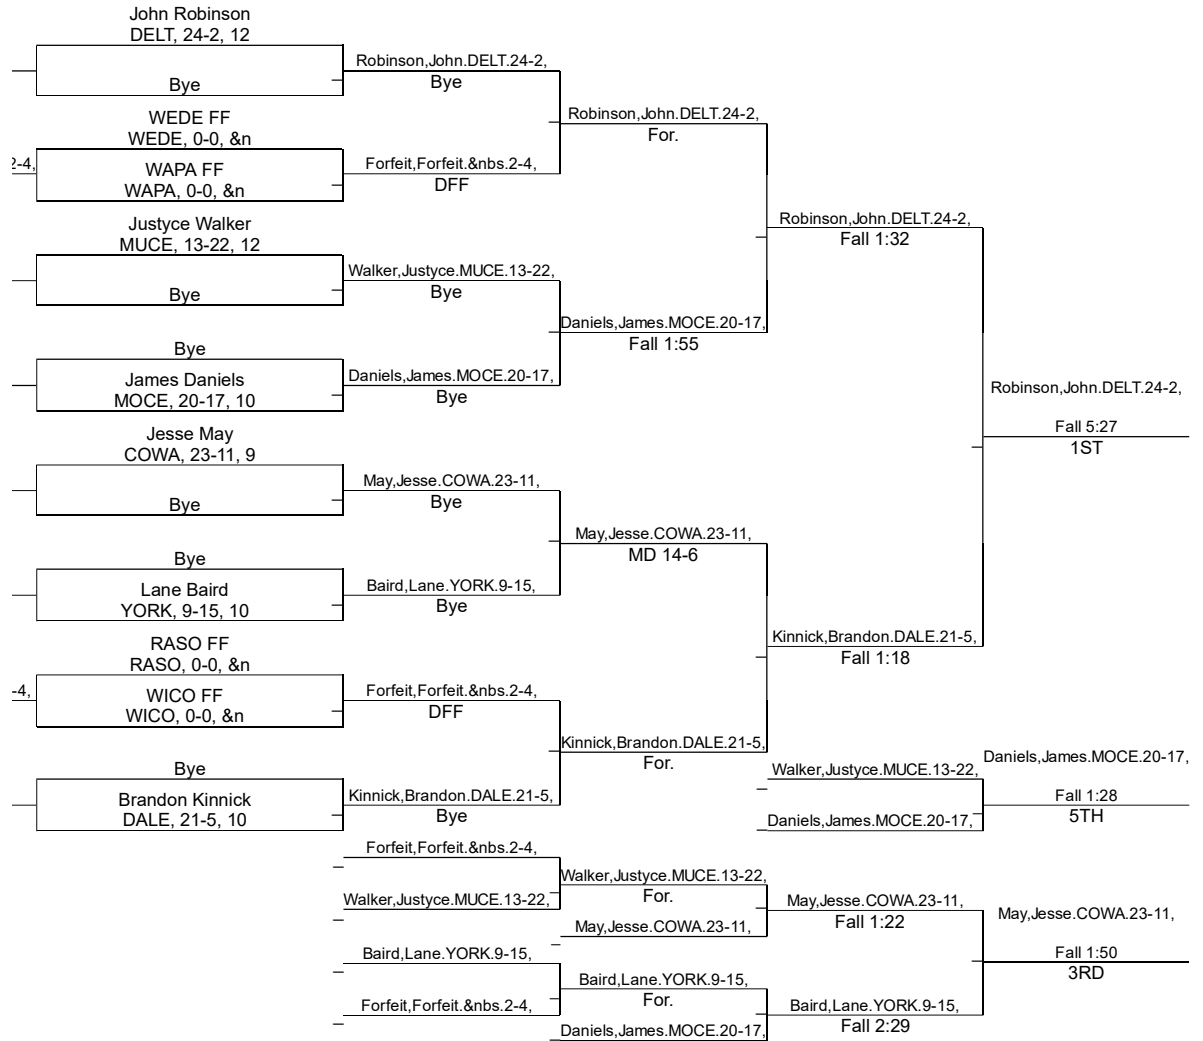 John Robinson
DELT, 24-2, 12
Robinson,John.DELT.24-2,
Bye
Bye
WEDE FF
WEDE, 0-0, &n
Robinson,John.DELT.24-2,
For.
2-4,
WAPA FF
WAPA, 0-0, &n
Forfeit,Forfeit.&nbs.2-4,
DFF
Justyce Walker
MUCE, 13-22, 12
Robinson,John.DELT.24-2,
Fall 1:32
Walker,Justyce.MUCE.13-22,
Bye
Bye
Daniels,James.MOCE.20-17,
Fall 1:55
Bye
James Daniels
MOCE, 20-17, 10
Daniels,James.MOCE.20-17,
Bye
Robinson,John.DELT.24-2,
Fall 5:27
1ST
Jesse May
COWA, 23-11, 9
May,Jesse.COWA.23-11,
Bye
Bye
May,Jesse.COWA.23-11,
MD 14-6
Bye
Lane Baird
YORK, 9-15, 10
Baird,Lane.YORK.9-15,
Bye
RASO FF
RASO, 0-0, &n
Kinnick,Brandon.DALE.21-5,
Fall 1:18
-4,
WICO FF
WICO, 0-0, &n
Forfeit,Forfeit.&nbs.2-4,
DFF
Kinnick,Brandon.DALE.21-5,
For.
Bye
Brandon Kinnick
DALE, 21-5, 10
Kinnick,Brandon.DALE.21-5,
Bye
Walker,Justyce.MUCE.13-22,
Daniels,James.MOCE.20-17,
Daniels,James.MOCE.20-17,
Fall 1:28
5TH
Forfeit,Forfeit.&nbs.2-4,
Walker,Justyce.MUCE.13-22,
For.
Walker,Justyce.MUCE.13-22,
May,Jesse.COWA.23-11,
May,Jesse.COWA.23-11,
Fall 1:22
May,Jesse.COWA.23-11,
Fall 1:50
3RD
Baird,Lane.YORK.9-15,
Baird,Lane.YORK.9-15,
For.
Forfeit,Forfeit.&nbs.2-4,
Baird,Lane.YORK.9-15,
Fall 2:29
Daniels,James.MOCE.20-17,